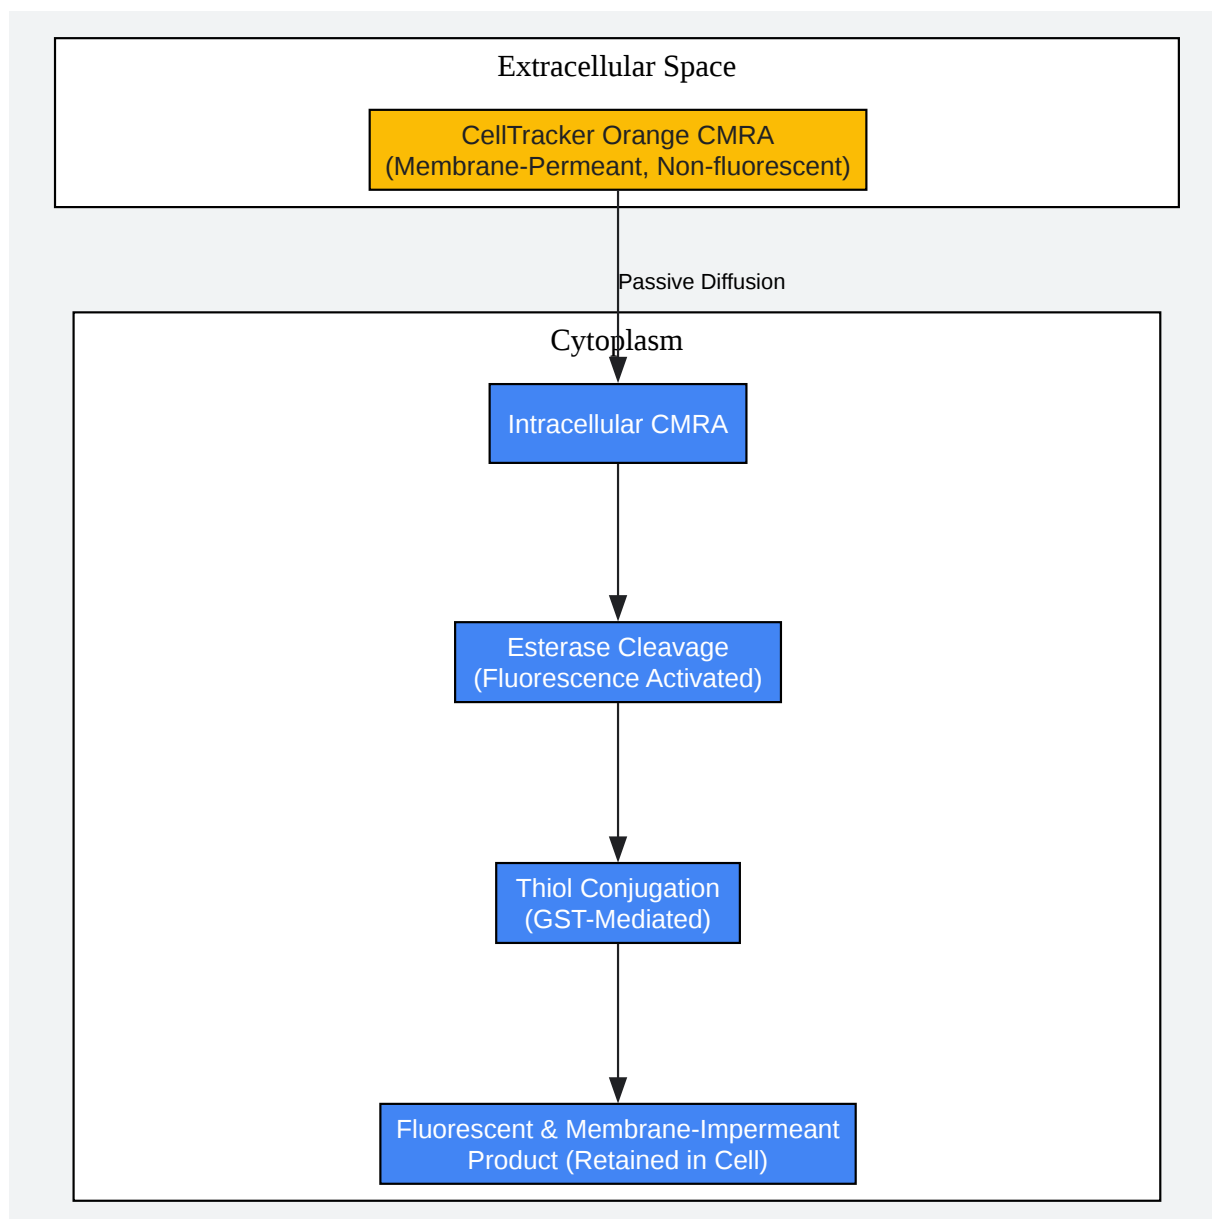 Extracellular Space
CellTracker Orange CMRA
(Membrane-Permeant, Non-fluorescent)
Passive Diffusion
Cytoplasm
Intracellular CMRA
Esterase Cleavage
(Fluorescence Activated)
Thiol Conjugation
(GST-Mediated)
Fluorescent & Membrane-Impermeant
Product (Retained in Cell)